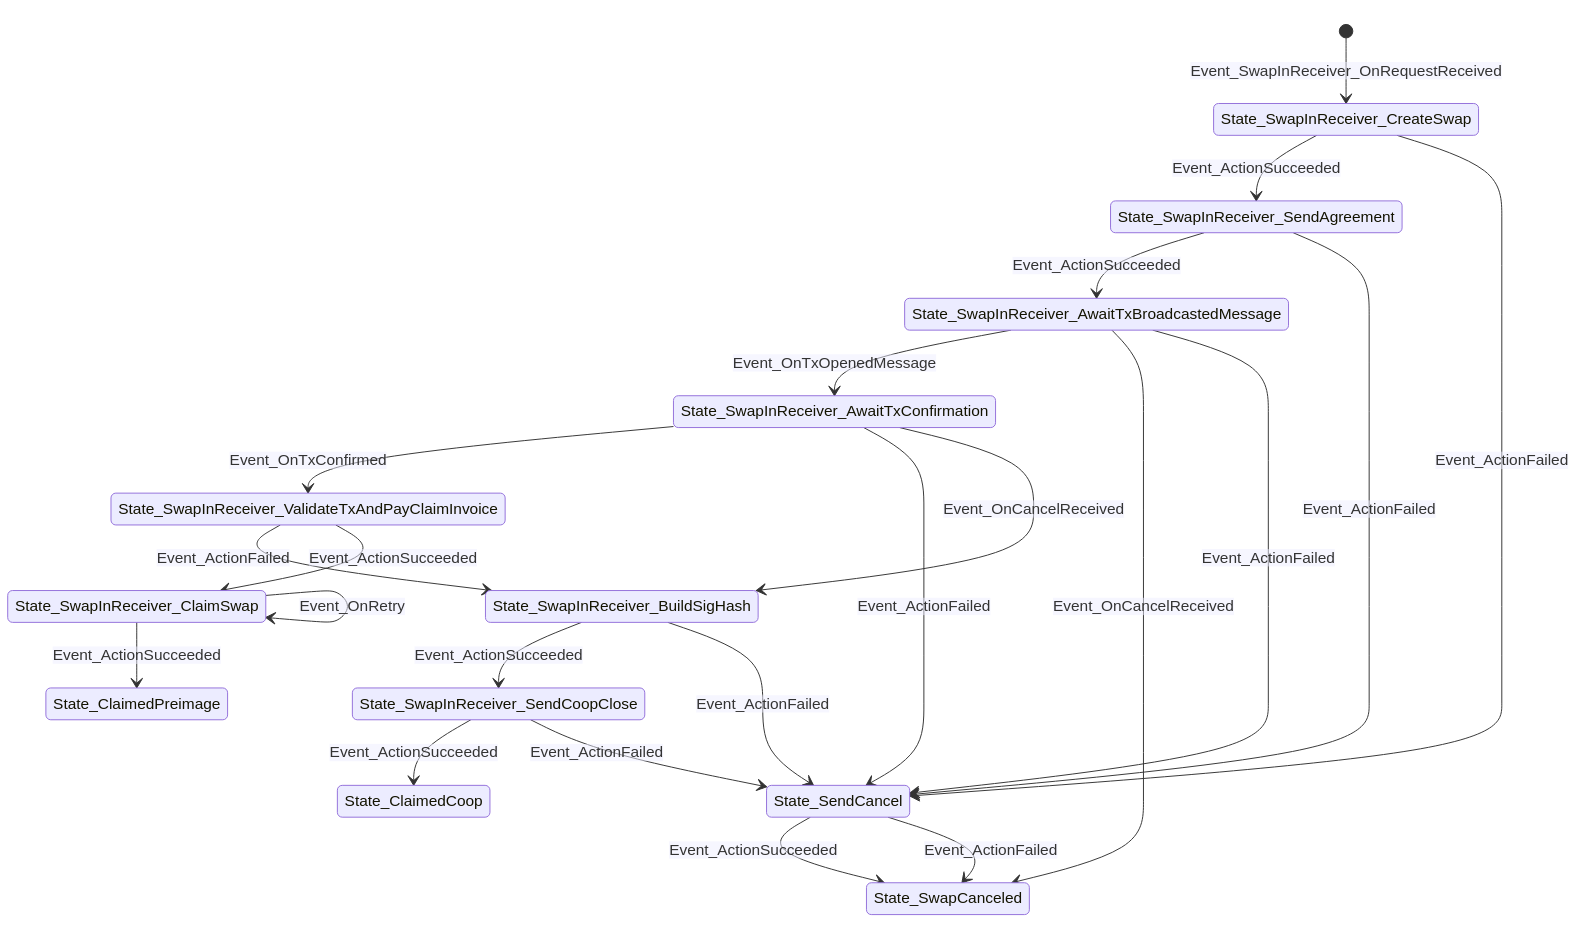 Event_SwapInReceiver_OnRequestReceived
State_SwapInReceiver_CreateSwap
Event_ActionSucceeded
State_SwapInReceiver_SendAgreement
Event_ActionSucceeded
State_SwapInReceiver_AwaitTxBroadcastedMessage
Event_OnTxOpenedMessage
State_SwapInReceiver_AwaitTxConfirmation
Event_OnTxConfirmed
Event_ActionFailed
State_SwapInReceiver_ValidateTxAndPayClaimInvoice
Event_OnCancelReceived
Event_ActionFailed
Event_ActionFailed
Event_ActionSucceeded
Event_ActionFailed
State_SwapInReceiver_ClaimSwap
Event_OnRetry
State_SwapInReceiver_BuildSigHash
Event_ActionFailed
Event_OnCancelReceived
Event_ActionSucceeded
Event_ActionSucceeded
State_ClaimedPreimage
State_SwapInReceiver_SendCoopClose
Event_ActionFailed
Event_ActionSucceeded
Event_ActionFailed
State_ClaimedCoop
State_SendCancel
Event_ActionSucceeded
Event_ActionFailed
State_SwapCanceled